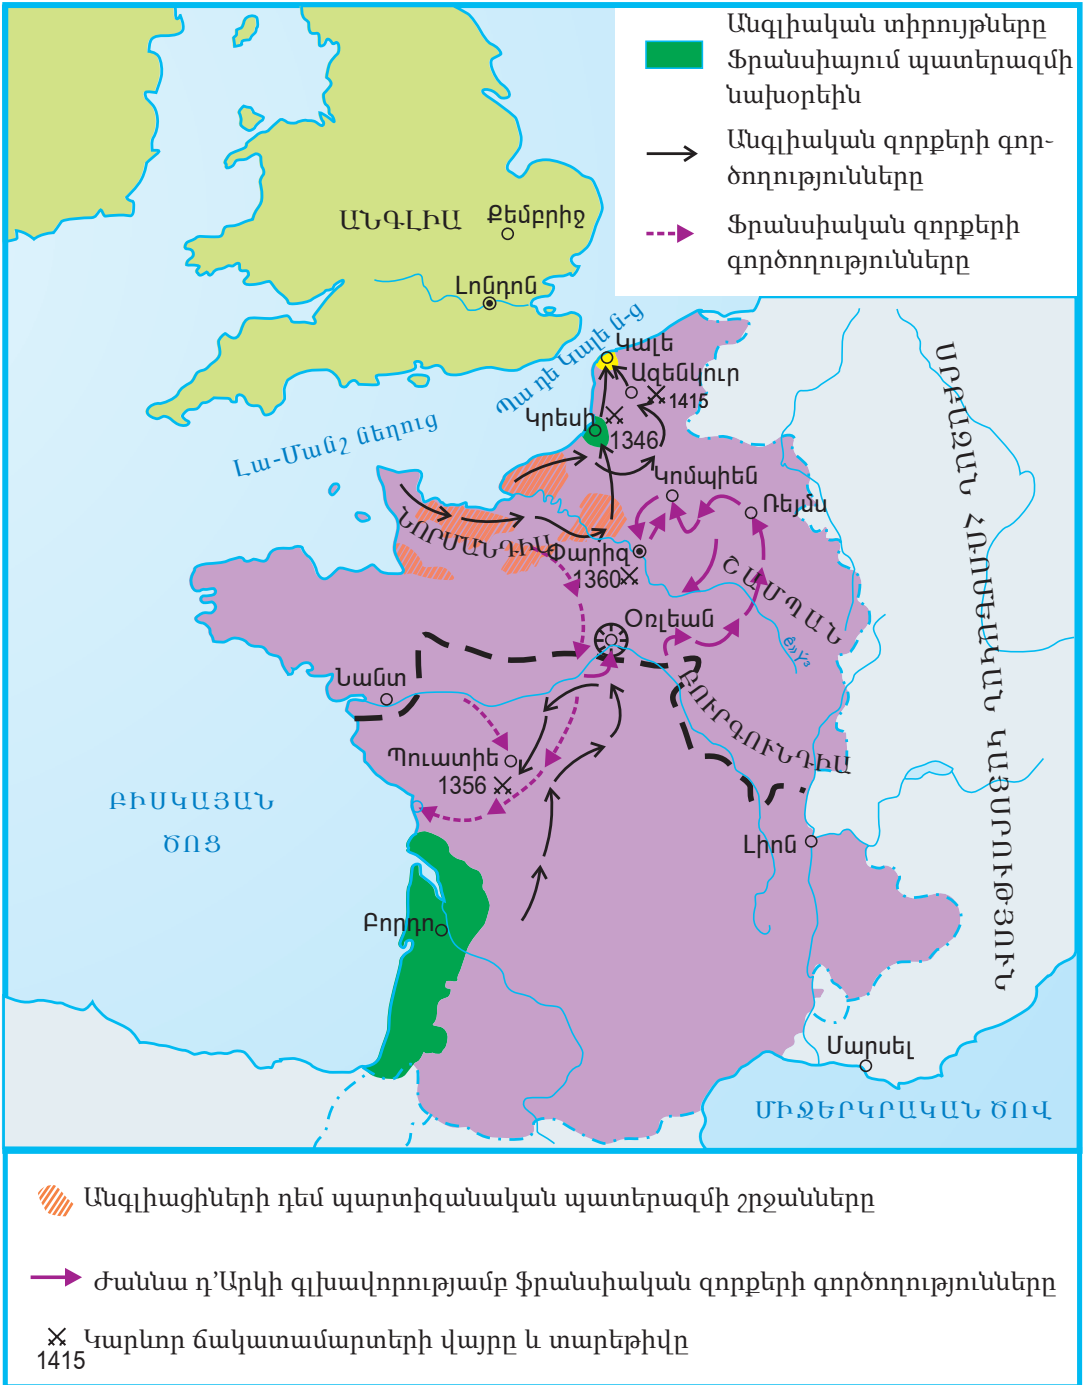 Անգլիական տիրույթները
Ֆրանսիայում պատերազմի
նախօրեին
Անգլիական զորքերի գոր-
ծողությունները
Ֆրանսիական զորքերի
գործողությունները
ԱՆԳԼԻԱ
Քեմբրիջ
Լոնդոն
Պա դե Կալե ն-ց
Կալե
Ազենկուր
1415
Կրեսի
1346
Լա-Մանշ նեղուց
Կոմպիեն
Ռեյմս
ՆՈՐՄԱՆԴԻԱ
Փարիզ
1360
ՇԱՄՊԱՆ
Օռլեան
ՍՐԲԱԶԱՆ ՀՌՈՄԵԱԿԱՆ ԿԱՅՍՐՈՒԹՅՈՒՆ
Նանտ
ԲՈՒՐԳՈՒՆԴԻԱ
Պուատիե
1356
ԲԻՍԿԱՅԱՆ
ԾՈՑ
Լիոն
Բորդո
Մարսել
ՄԻՋԵՐԿՐԱԿԱՆ ԾՈՎ
Անգլիացիների դեմ պարտիզանական պատերազմի շրջանները
Ժաննա դ’Արկի գլխավորությամբ ֆրանսիական զորքերի գործողությունները
Կարևոր ճակատամարտերի վայրը և տարեթիվը
1415